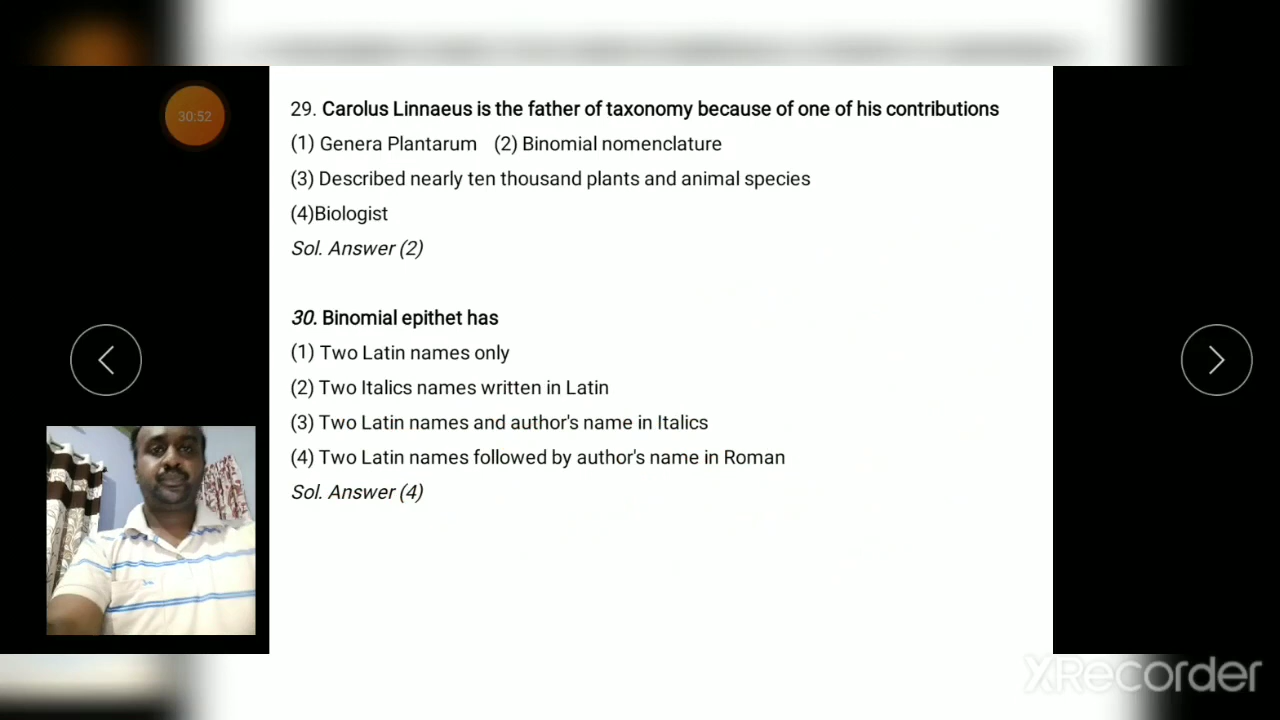 30:52
29. Carolus Linnaeus is the father of taxonomy because of one of his contributions
(1) Genera Plantarum (2) Binomial nomenclature
(3) Described nearly ten thousand plants and animal species
(4)Biologist
Sol. Answer (2)
30. Binomial epithet has
(1) Two Latin names only
(2) Two Italics names written in Latin
(3) Two Latin names and author's name in Italics
(4) Two Latin names followed by author's name in Roman
Sol. Answer (4)
XRecorder